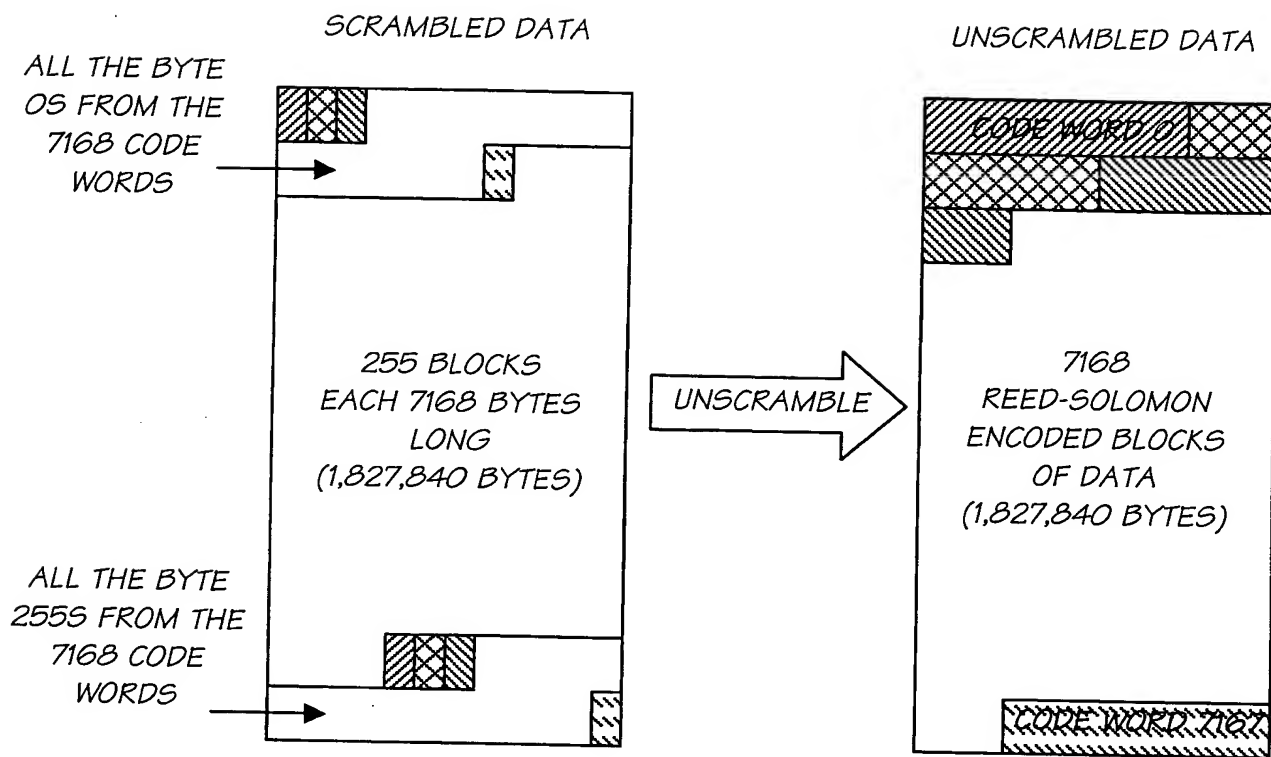 SCRAMBLED DATA
UNSCRAMBLED DATA
ALL THE BYTE
0S FROM THE
7168 CODE
WORDS
CODE WORD 0
255 BLOCKS
EACH 7168 BYTES
LONG
(1,827,840 BYTES)
UNSCRAMBLE
7168
REED-SOLOMON
ENCODED BLOCKS
OF DATA
(1,827,840 BYTES)
ALL THE BYTE
255S FROM THE
7168 CODE
WORDS
CODE WORD 7167